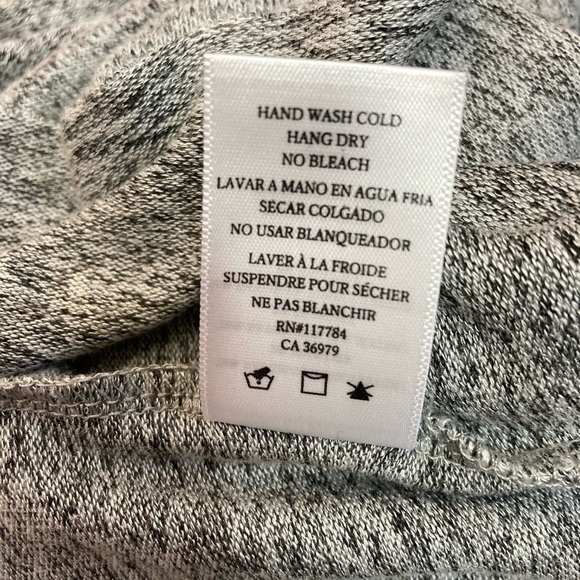 HAND WASH COLD
HANG DRY
NO BLEACH
LAVAR A MANO EN AGUA FRIA
SECAR COLGADO
NO USAR BLANQUEADOR
LAVER À LA FROIDE
SUSPENDRE POUR SÉCHER
NE PAS BLANCHIR
RN#117784
CA 36979